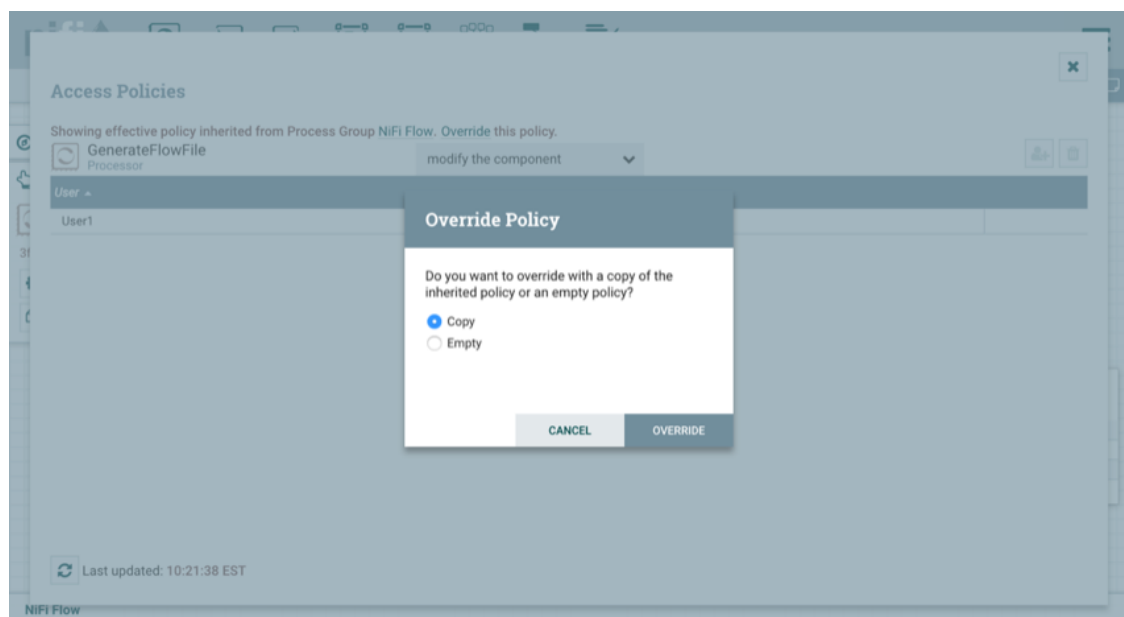 Access Policies
Showing effective policy inherited from Process Group NiFi Flow. Override this policy.
GenerateFlowFile
Processor
modify the component
User
User1
Override Policy
Do you want to override with a copy of the
inherited policy or an empty policy?
Copy
Empty
CANCEL
OVERRIDE
Last updated: 10:21:38 EST
NiFi Flow